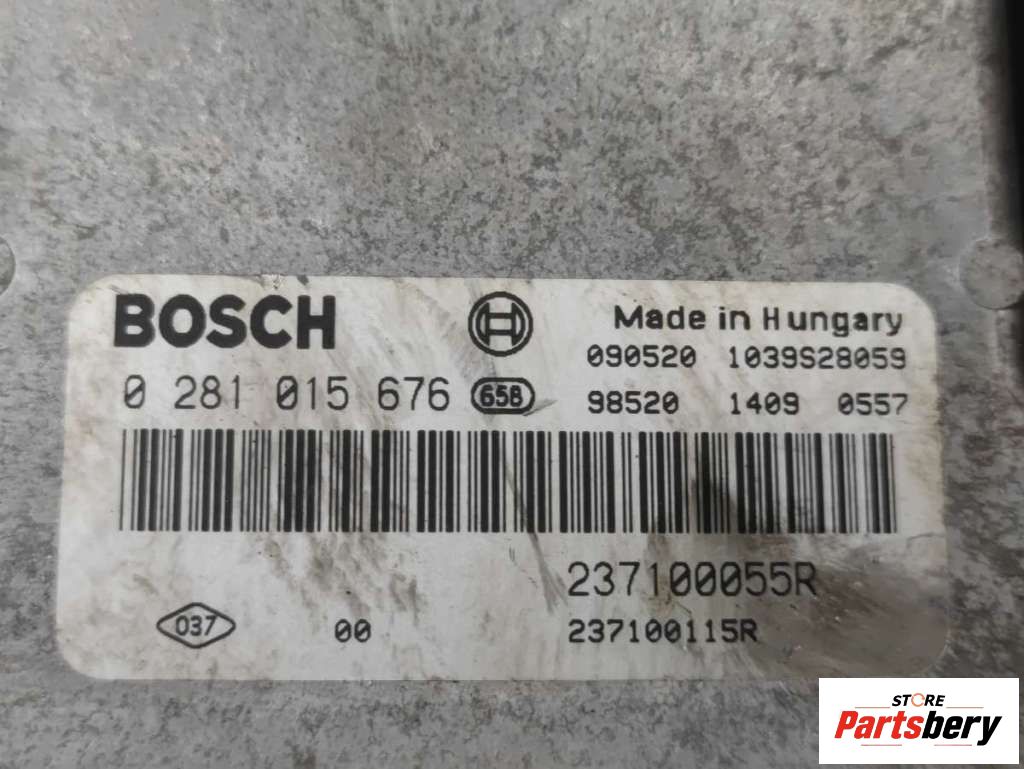 BOSCH
Made in Hungary
090520 1039S28059
0 281 015 676 658
98520 1409 0557
237100055R
037 00 237100115R
STORE
Partsbery